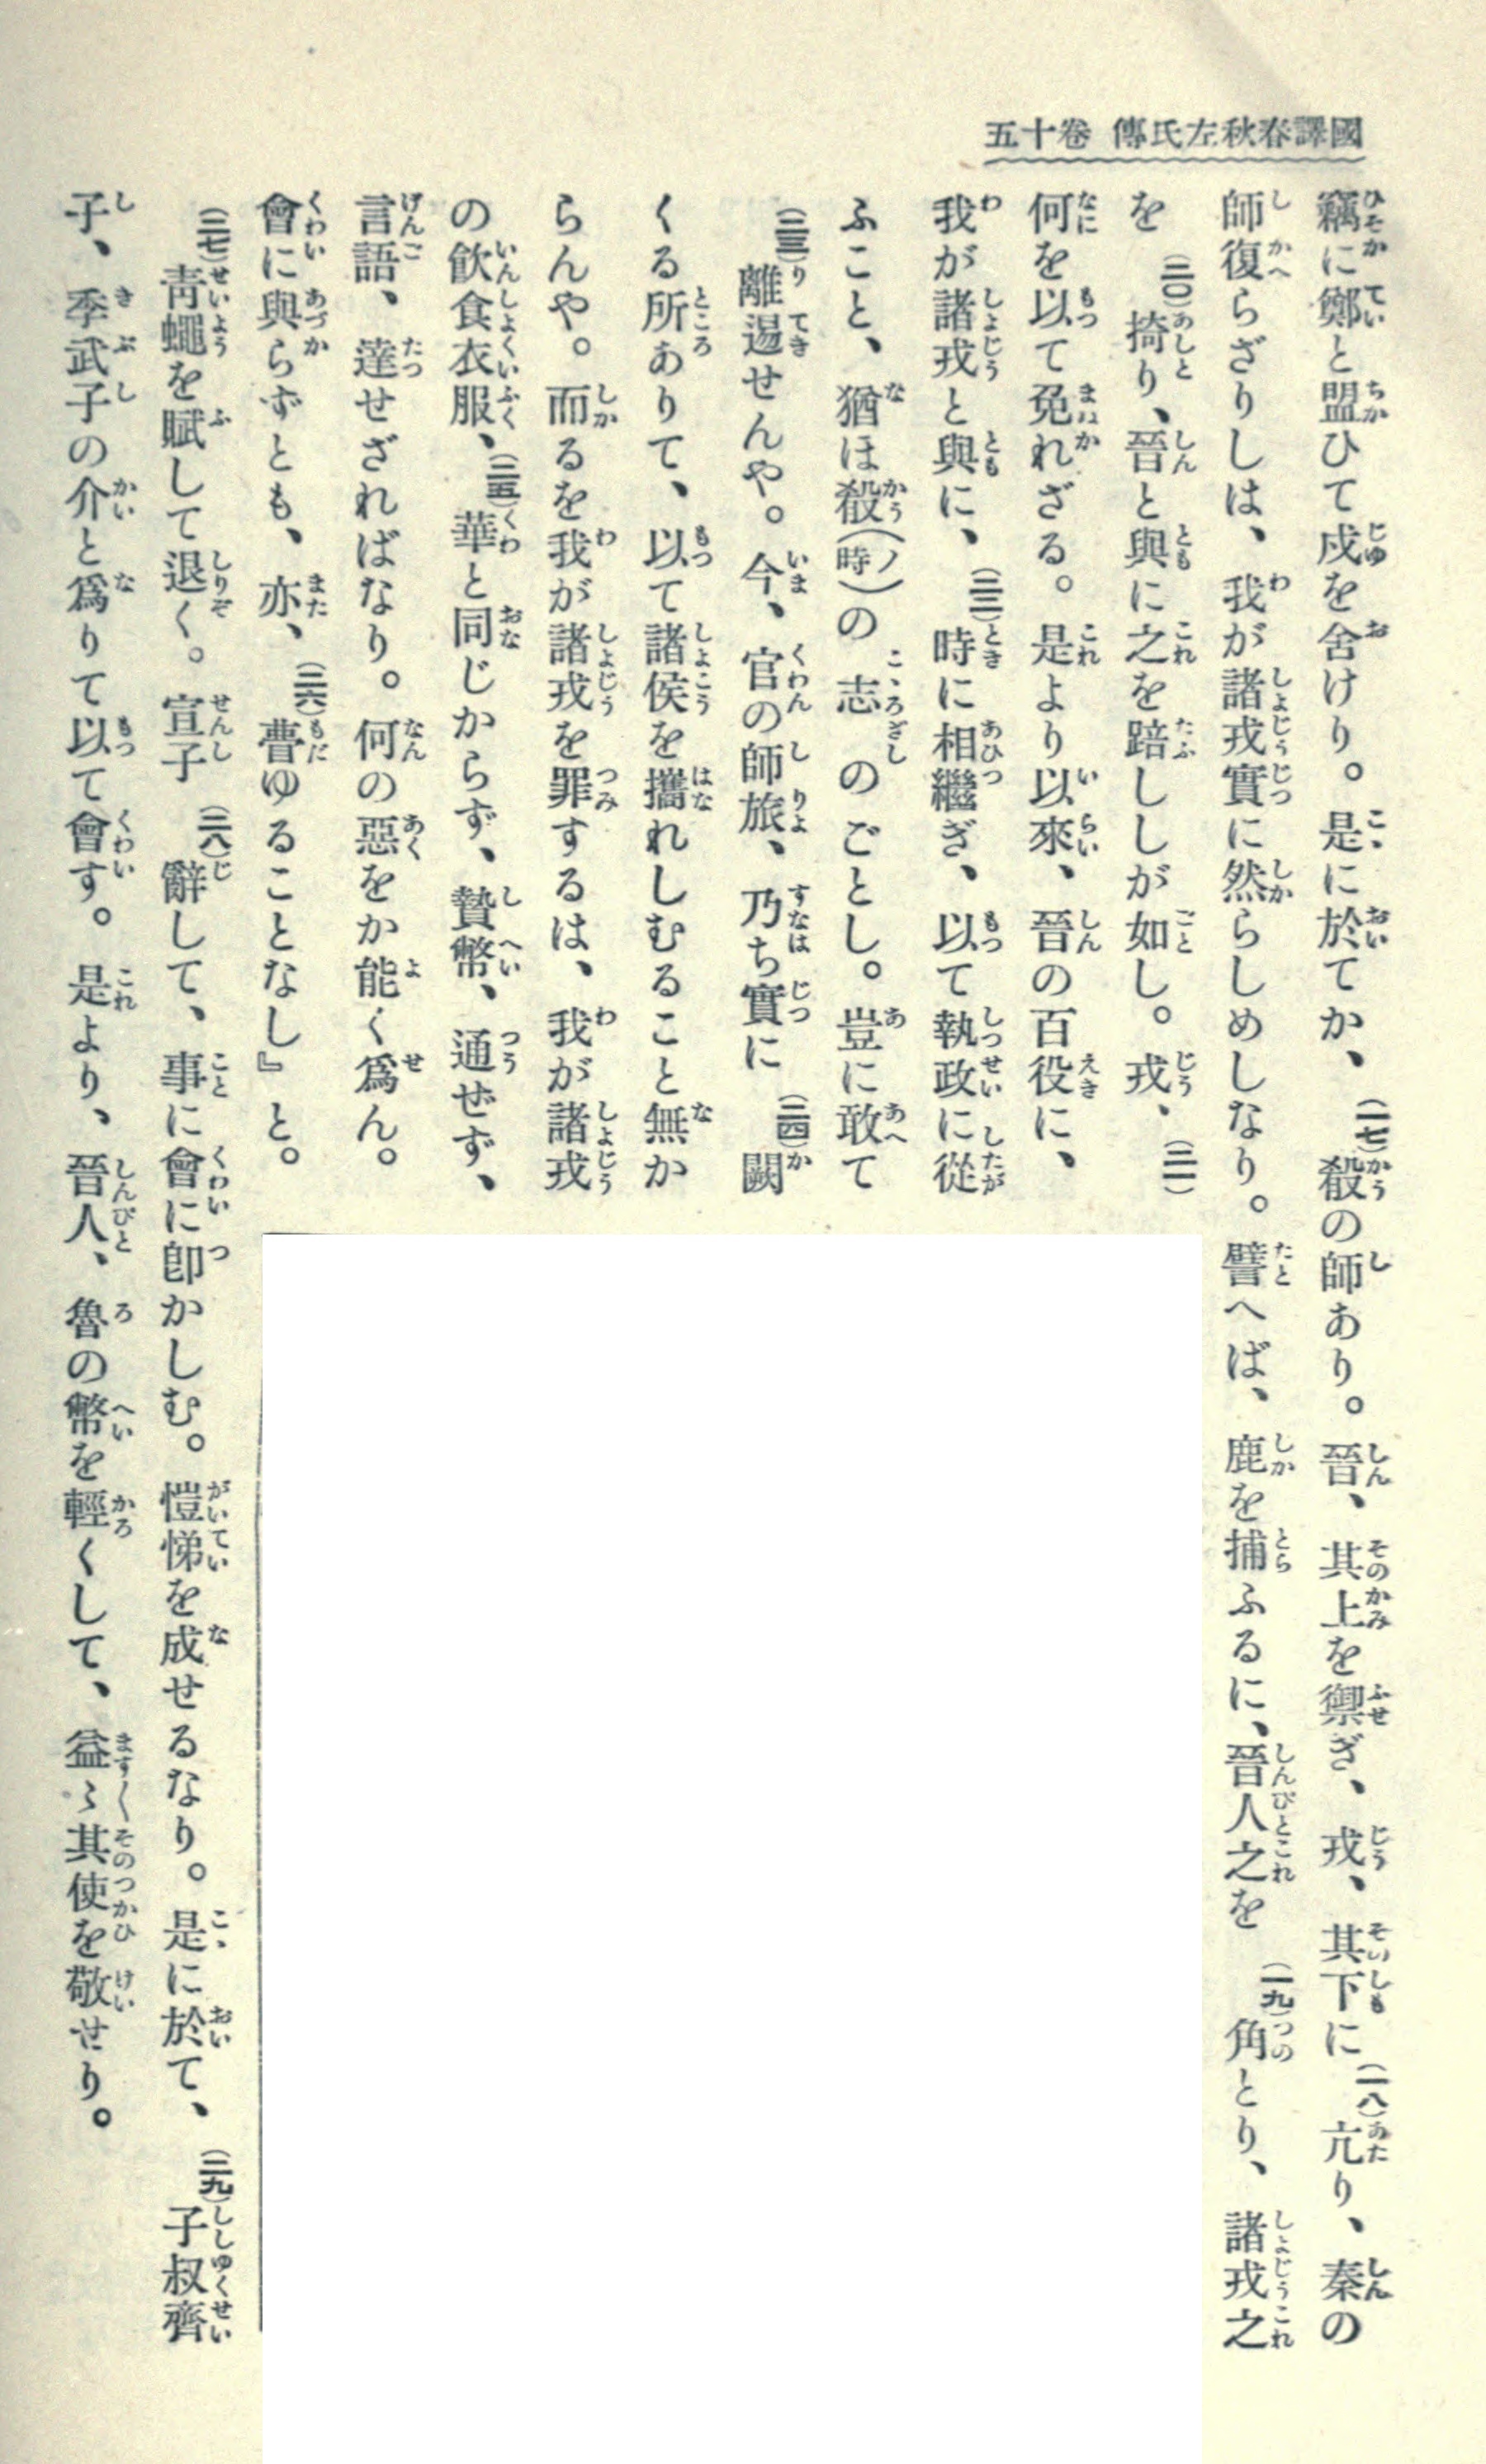 國譯春秋左氏傳 卷十五
竊に鄭と盟ひて戍を舍けり。是に於てか、(一七)殽の師あり。晉、其上を禦ぎ、戎、其下に(一八)亢り、秦の
師復らざりしは、我が諸戎實に然らしめしなり。譬へば、鹿を捕ふるに、晉人之を(一九)角とり、諸戎之
を(二〇)掎り、晉と與に之を踣ししが如し。戎、(二一)
何を以て免れざる。是より以來、晉の百役に、
我が諸戎と與に、(二二)時に相繼ぎ、以て執政に從
ふこと、猶ほ殽(時ノ)の志のごとし。豈に敢て
(二三)離逷せんや。今、官の師旅、乃ち實に(二四)闕
くる所ありて、以て諸侯を攜れしむること無か
らんや。而るを我が諸戎を罪するは、我が諸戎
の飮食衣服、(二五)華と同じからず、贄幣、通ぜず、
言語、達せざればなり。何の惡をか能く爲ん。
會に與らずとも、亦、(二六)瞢ゆることなし』と。
(二七)靑蠅を賦して退く。宣子(二八)辭して、事に會に卽かしむ。愷悌を成せるなり。是に於て、(二九)子叔齊
子、季武子の介と爲りて以て會す。是より、晉人、魯の幣を輕くして、益〻其使を敬せり。